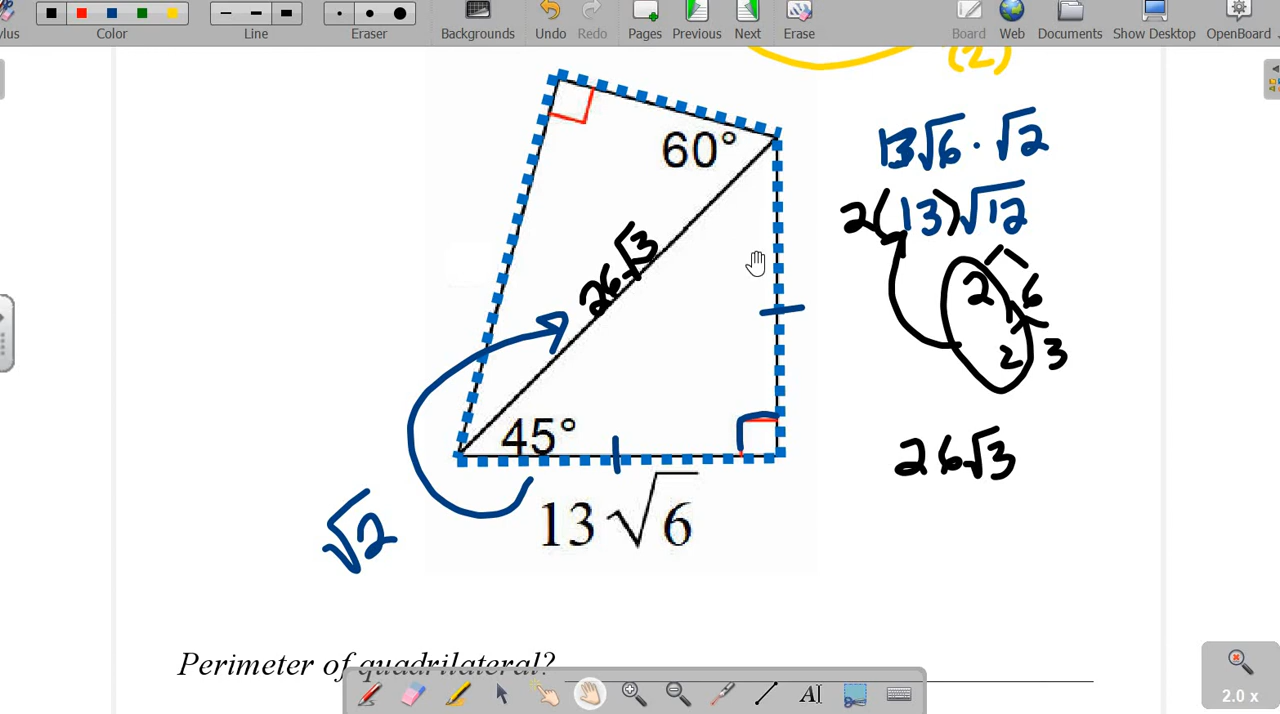 ylus Color Line Eraser Backgrounds Undo Redo Pages Previous Next Erase Board Web Documents Show Desktop OpenBoard
(2)
60°
13√6 · √2
2(13)√12
26√3
2 6
2 3
45°
26√3
13√6
√2
Perimeter of quadrilateral?
2.0 x